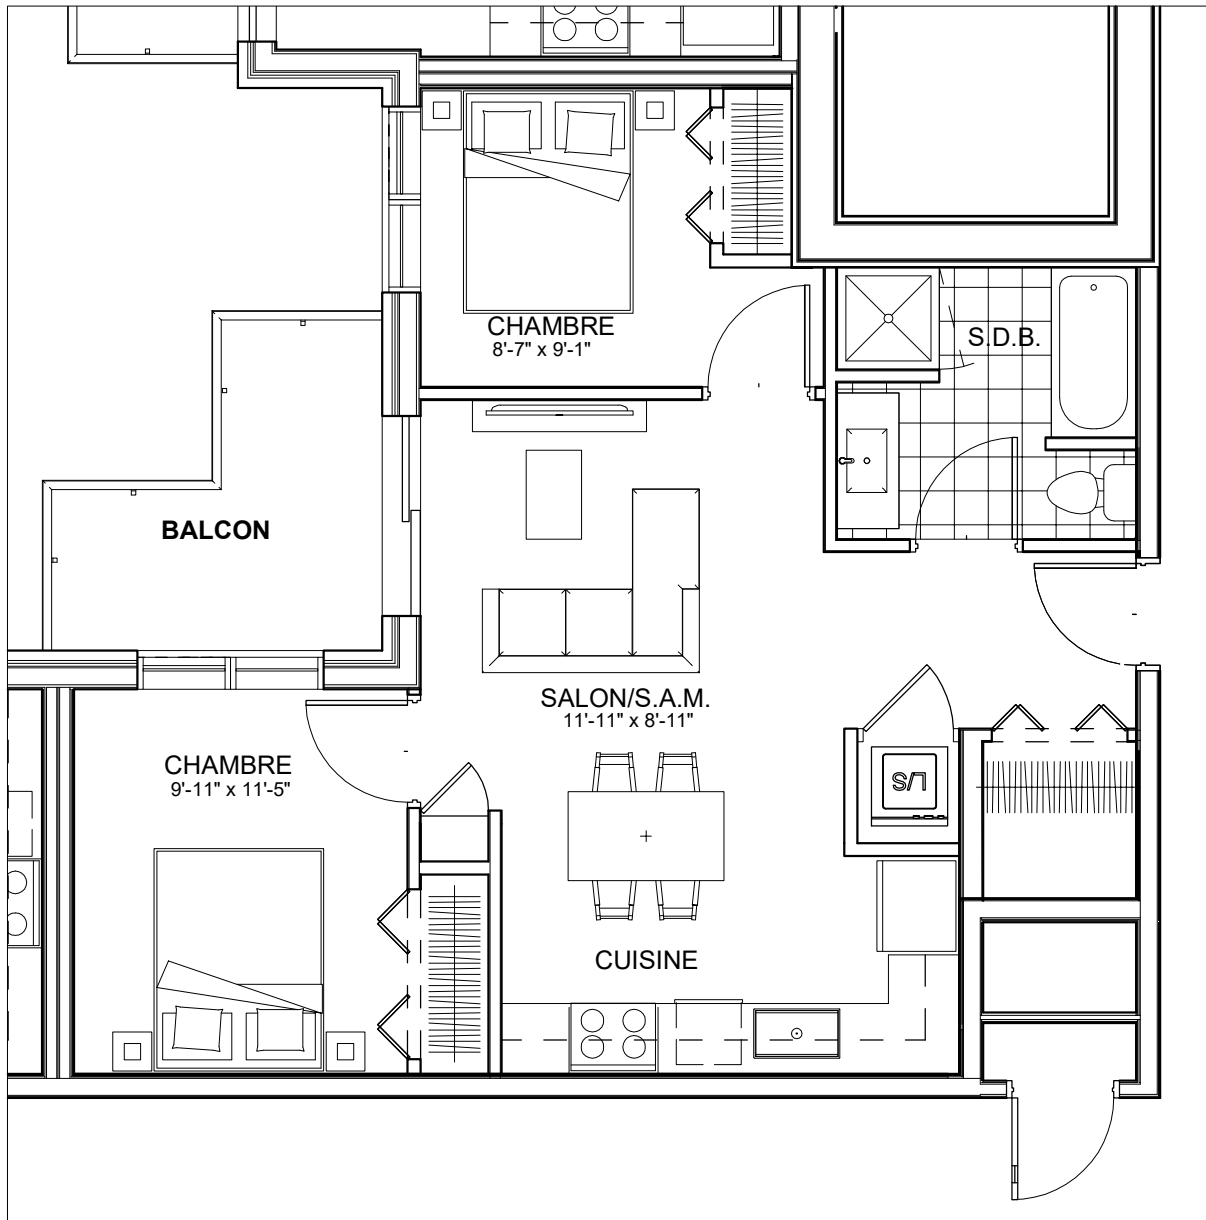 CHAMBRE
8'-7" x 9'-1"
S.D.B.
BALCON
SALON/S.A.M.
11'-11" x 8'-11"
CHAMBRE
9'-11" x 11'-5"
CUISINE